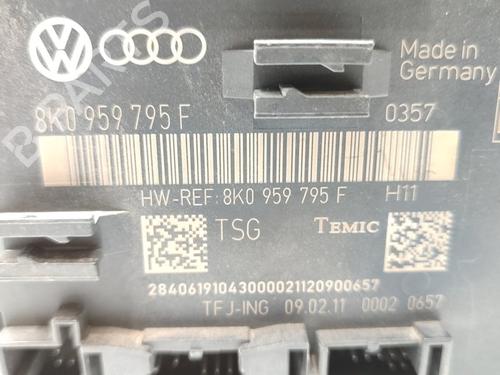 Made in
Germany
8K0 959 795 F
0357
HW-REF: 8K0 959 795 F H11
TSG TEMIC
28406191043000021120900657
TFJ-ING 09.02.11 0002 0657